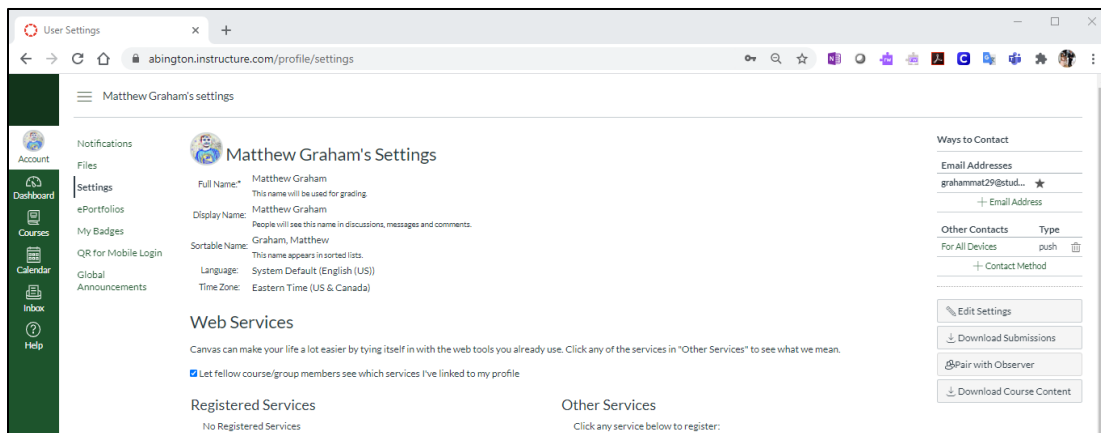 User Settings
abington.instructure.com/profile/settings
Matthew Graham's settings
Account
Dashboard
Courses
Calendar
Inbox
Help
Notifications
Files
Settings
ePortfolios
My Badges
QR for Mobile Login
Global
Announcements
Matthew Graham's Settings
Full Name:* Matthew Graham
This name will be used for grading.
Display Name: Matthew Graham
People will see this name in discussions, messages and comments.
Sortable Name: Graham, Matthew
This name appears in sorted lists.
Language: System Default (English (US))
Time Zone: Eastern Time (US & Canada)
Web Services
Canvas can make your life a lot easier by tying itself in with the web tools you already use. Click any of the services in "Other Services" to see what we mean.
Let fellow course/group members see which services I've linked to my profile
Registered Services
No Registered Services
Other Services
Click any service below to register:
Ways to Contact
Email Addresses
grahammat29@stud...
+ Email Address
Other Contacts Type
For All Devices push
+ Contact Method
Edit Settings
Download Submissions
Pair with Observer
Download Course Content